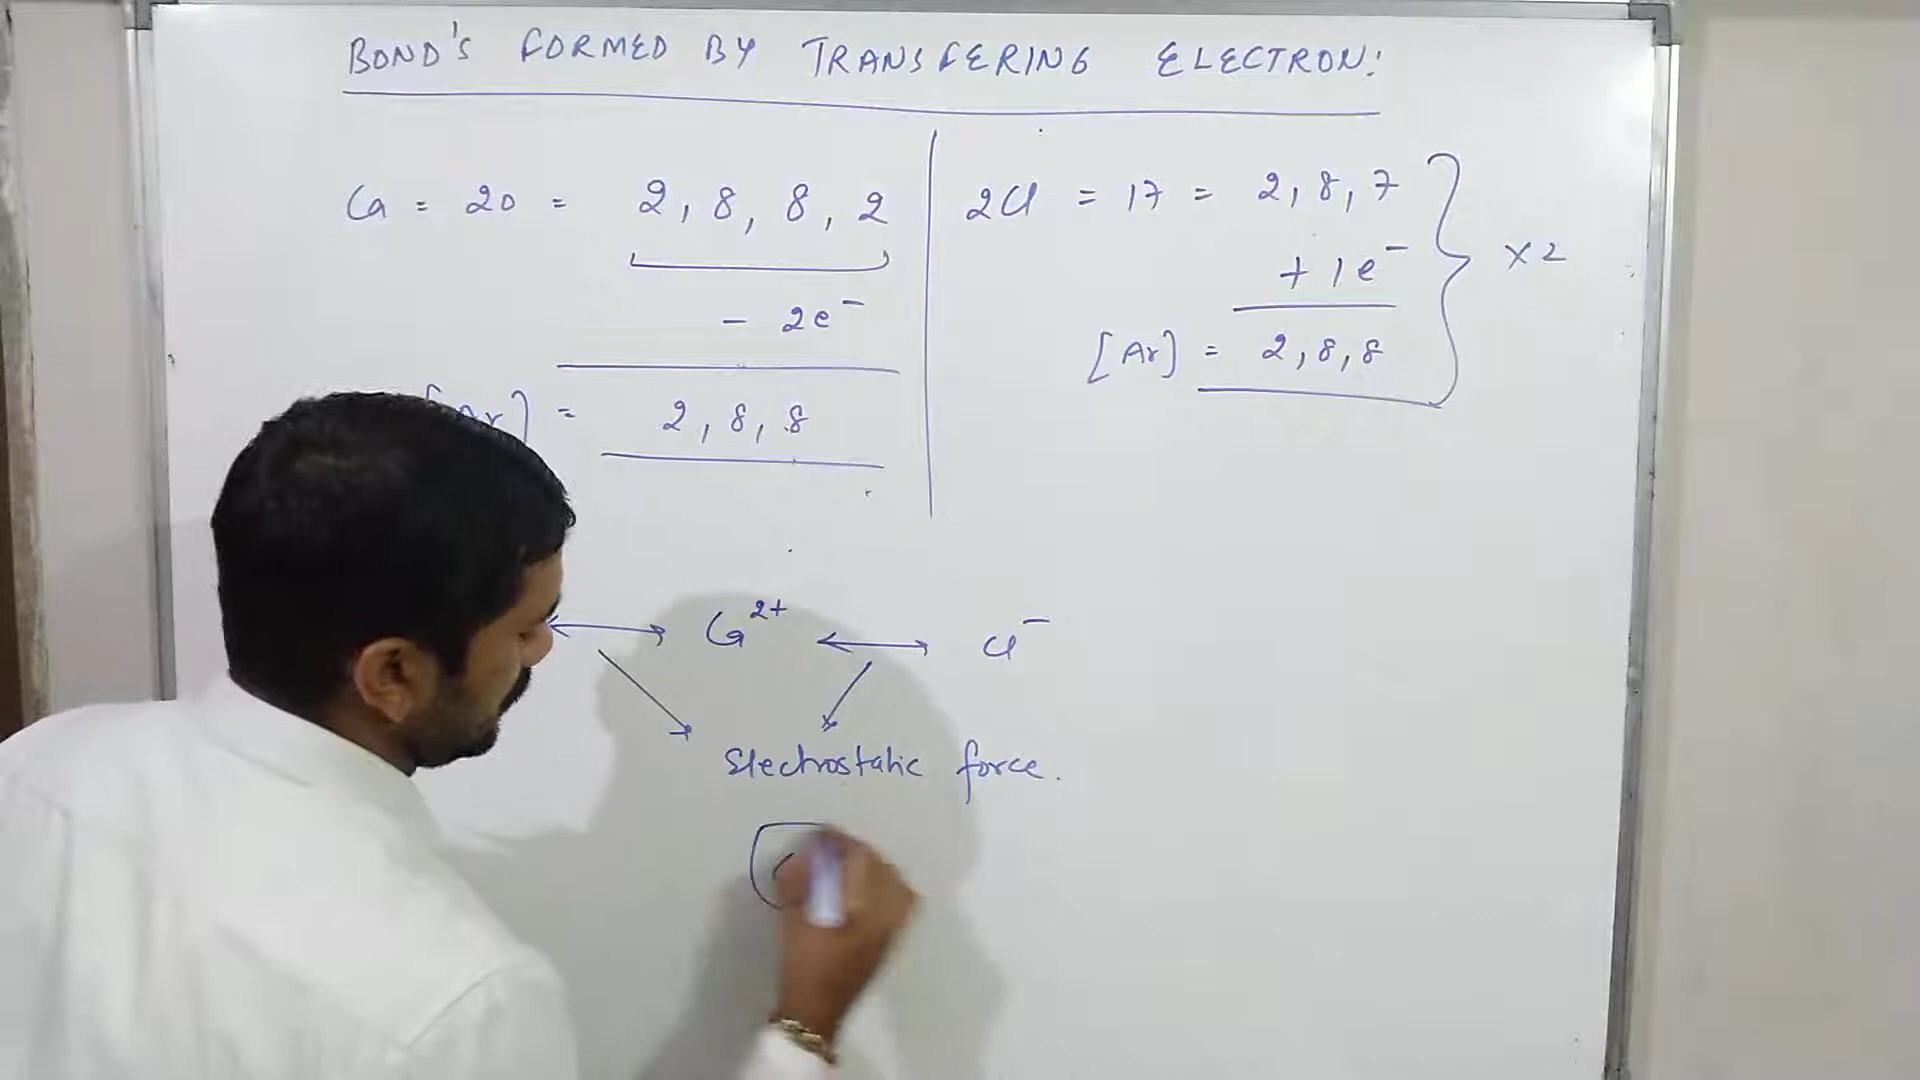 BOND'S FORMED BY TRANSFERING ELECTRON:
Ca = 20 = 2, 8, 8, 2
- 2e⁻
[Ar] = 2, 8, 8
2Cl = 17 = 2, 8, 7
+ 1e⁻
[Ar] = 2, 8, 8
x 2
Ca²⁺ Cl⁻
Electrostatic force.